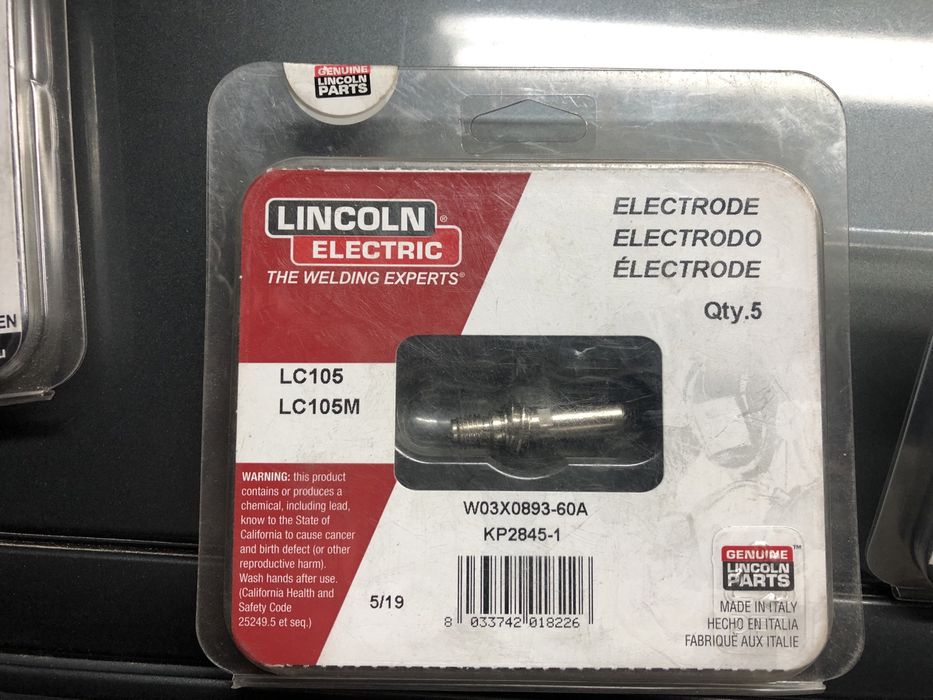 GENUINE
LINCOLN
PARTS
LINCOLN®
ELECTRIC
THE WELDING EXPERTS®
ELECTRODE
ELECTRODO
ÉLECTRODE
Qty.5
LC105
LC105M
WARNING: this product
contains or produces a
chemical, including lead,
know to the State of
California to cause cancer
and birth defect (or other
reproductive harm).
Wash hands after use.
(California Health and
Safety Code
25249.5 et seq.)
W03X0893-60A
KP2845-1
5/19
8 033742 018226
GENUINE™
LINCOLN
PARTS
MADE IN ITALY
HECHO EN ITALIA
FABRIQUÉ AUX ITALIE
EN